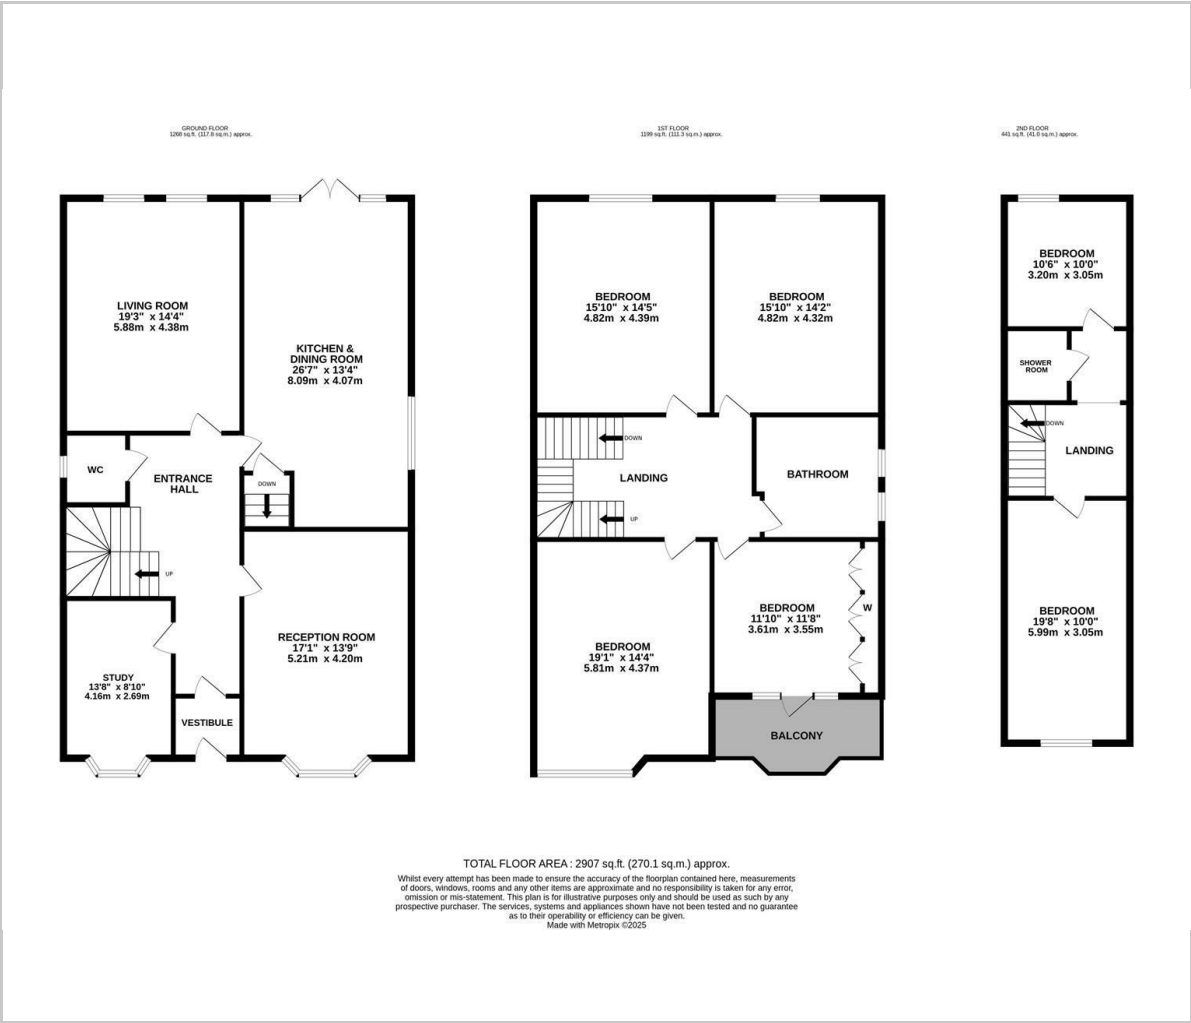 GROUND FLOOR
1268 sq.ft. (117.8 sq.m.) approx.
LIVING ROOM
19'3" x 14'4"
5.88m x 4.38m
KITCHEN &
DINING ROOM
26'7" x 13'4"
8.09m x 4.07m
WC
ENTRANCE
HALL
DOWN
UP
RECEPTION ROOM
17'1" x 13'9"
5.21m x 4.20m
STUDY
13'8" x 8'10"
4.16m x 2.69m
VESTIBULE
1ST FLOOR
1199 sq.ft. (111.3 sq.m.) approx.
BEDROOM
15'10" x 14'5"
4.82m x 4.39m
BEDROOM
15'10" x 14'2"
4.82m x 4.32m
DOWN
LANDING
BATHROOM
UP
BEDROOM
19'1" x 14'4"
5.81m x 4.37m
BEDROOM
11'10" x 11'8"
3.61m x 3.55m
W
BALCONY
2ND FLOOR
441 sq.ft. (41.0 sq.m.) approx.
BEDROOM
10'6" x 10'0"
3.20m x 3.05m
SHOWER
ROOM
DOWN
LANDING
BEDROOM
19'8" x 10'0"
5.99m x 3.05m
TOTAL FLOOR AREA : 2907 sq.ft. (270.1 sq.m.) approx.
Whilst every attempt has been made to ensure the accuracy of the floorplan contained here, measurements
of doors, windows, rooms and any other items are approximate and no responsibility is taken for any error,
omission or mis-statement. This plan is for illustrative purposes only and should be used as such by any
prospective purchaser. The services, systems and appliances shown have not been tested and no guarantee
as to their operability or efficiency can be given.
Made with Metropix ©2025